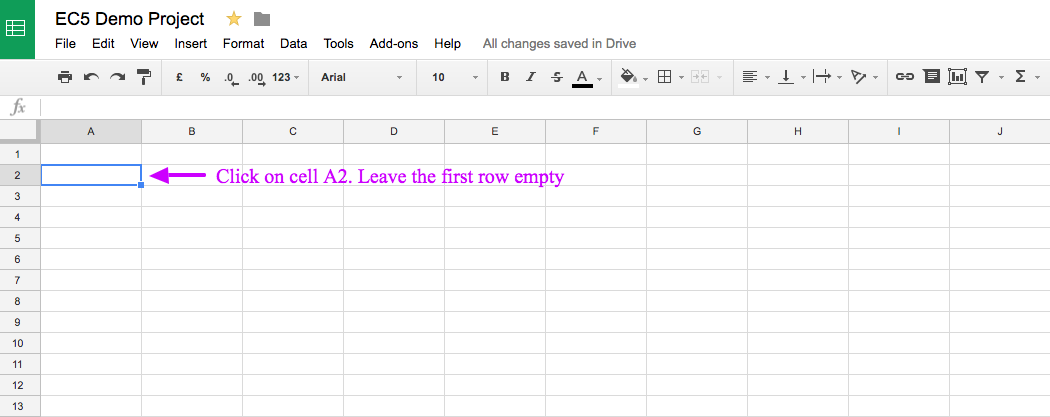 EC5 Demo Project
File Edit View Insert Format Data Tools Add-ons Help All changes saved in Drive
£ % .0 .00 123 Arial 10 B I S A Σ
fx
A B C D E F G H I J
1
2 Click on cell A2. Leave the first row empty
3
4
5
6
7
8
9
10
11
12
13